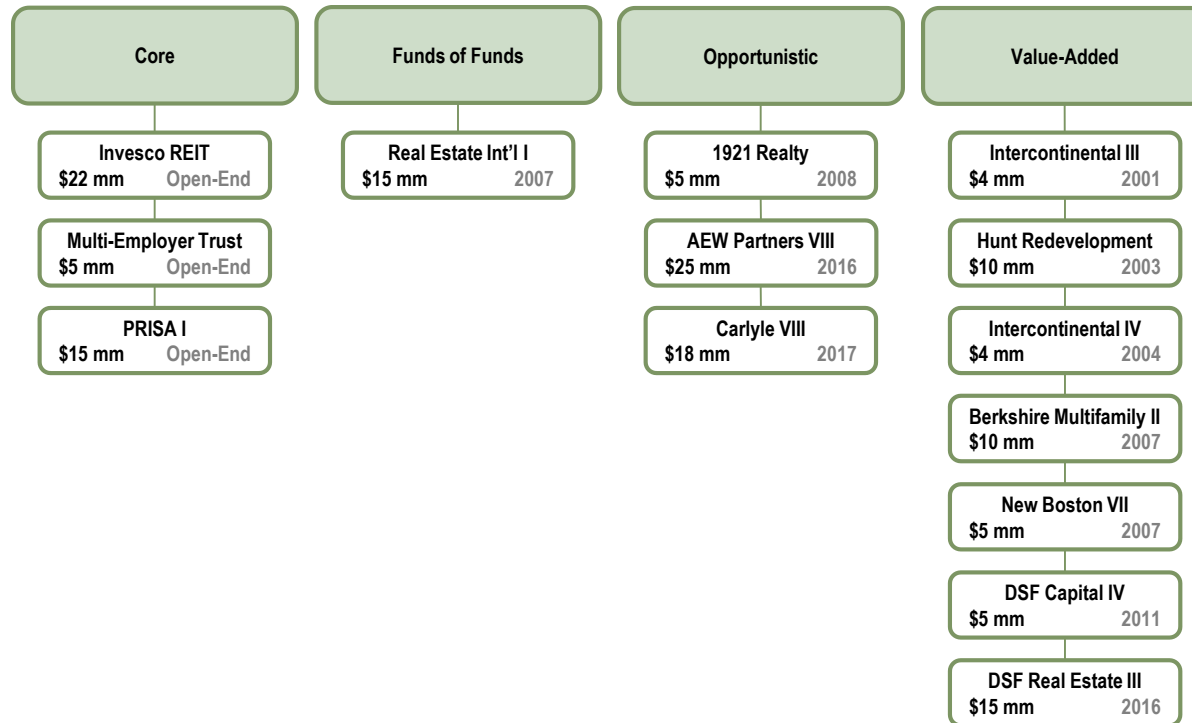 Core
Invesco REIT
$22 mm Open-End
Multi-Employer Trust
$5 mm Open-End
PRISA I
$15 mm Open-End
Funds of Funds
Real Estate Int'l I
$15 mm 2007
Opportunistic
1921 Realty
$5 mm 2008
AEW Partners VIII
$25 mm 2016
Carlyle VIII
$18 mm 2017
Value-Added
Intercontinental III
$4 mm 2001
Hunt Redevelopment
$10 mm 2003
Intercontinental IV
$4 mm 2004
Berkshire Multifamily II
$10 mm 2007
New Boston VII
$5 mm 2007
DSF Capital IV
$5 mm 2011
DSF Real Estate III
$15 mm 2016